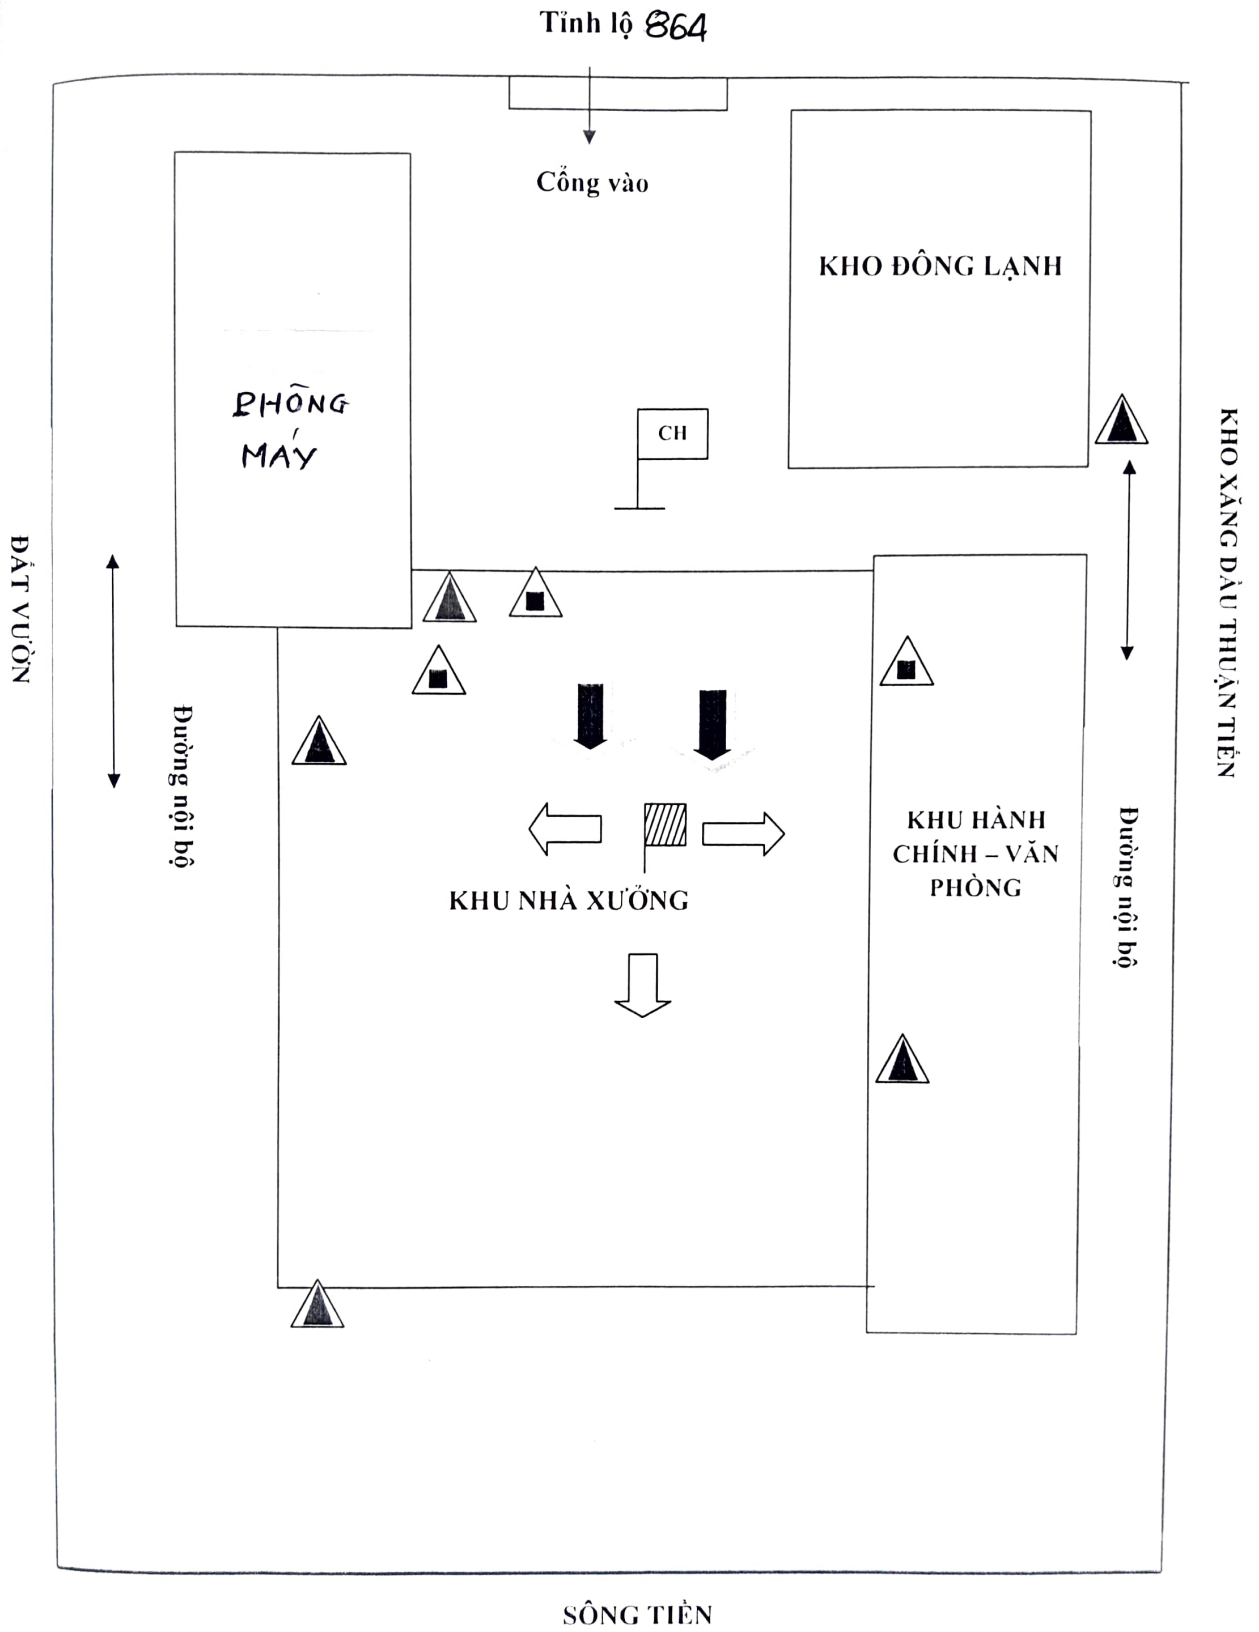 Tỉnh lộ 864
Cổng vào
KHO ĐÔNG LẠNH
PHÒNG
MÁY
CH
KHO XĂNG DẦU THUẬN TIẾN
ĐẤT VƯỜN
Đường nội bộ
KHU HÀNH
CHÍNH – VĂN
PHÒNG
Đường nội bộ
KHU NHÀ XƯỞNG
SÔNG TIỀN